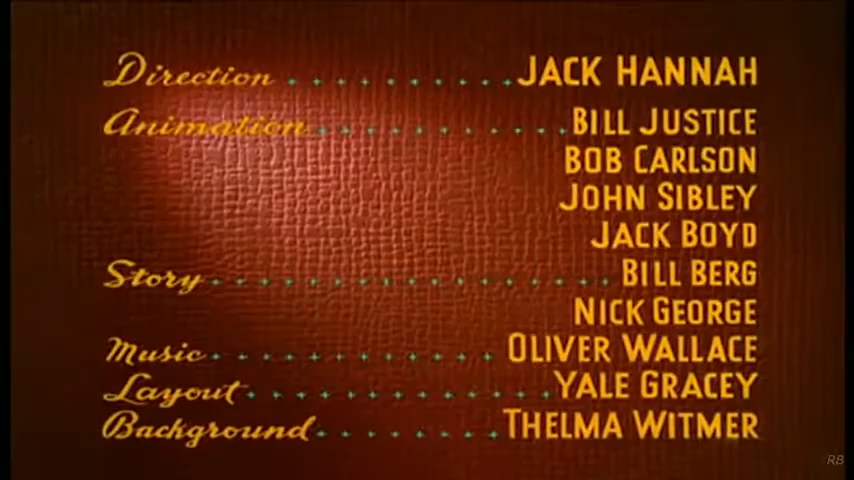 Direction . . . . . . . . . . JACK HANNAH
Animation . . . . . . . . . . . BILL JUSTICE
BOB CARLSON
JOHN SIBLEY
JACK BOYD
Story . . . . . . . . . . . . . . . . . BILL BERG
NICK GEORGE
Music . . . . . . . . . . . . OLIVER WALLACE
Layout . . . . . . . . . . . . . YALE GRACEY
Background . . . . . . . . THELMA WITMER
RB